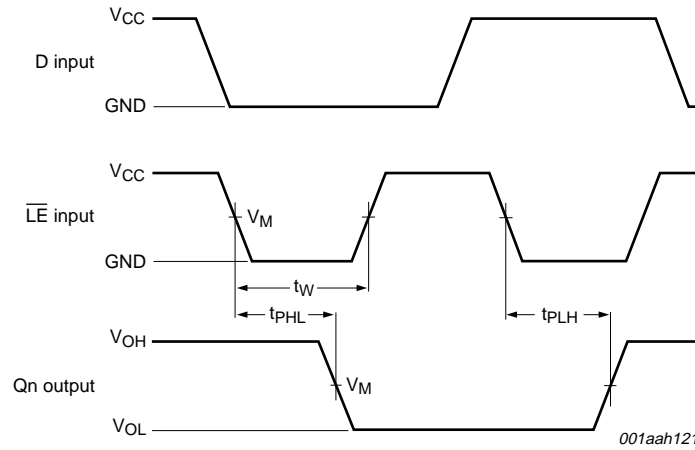 VCC
D input
GND
VCC
LE input
VM
GND
tW
tPHL
tPLH
VOH
Qn output
VM
VOL
001aah121